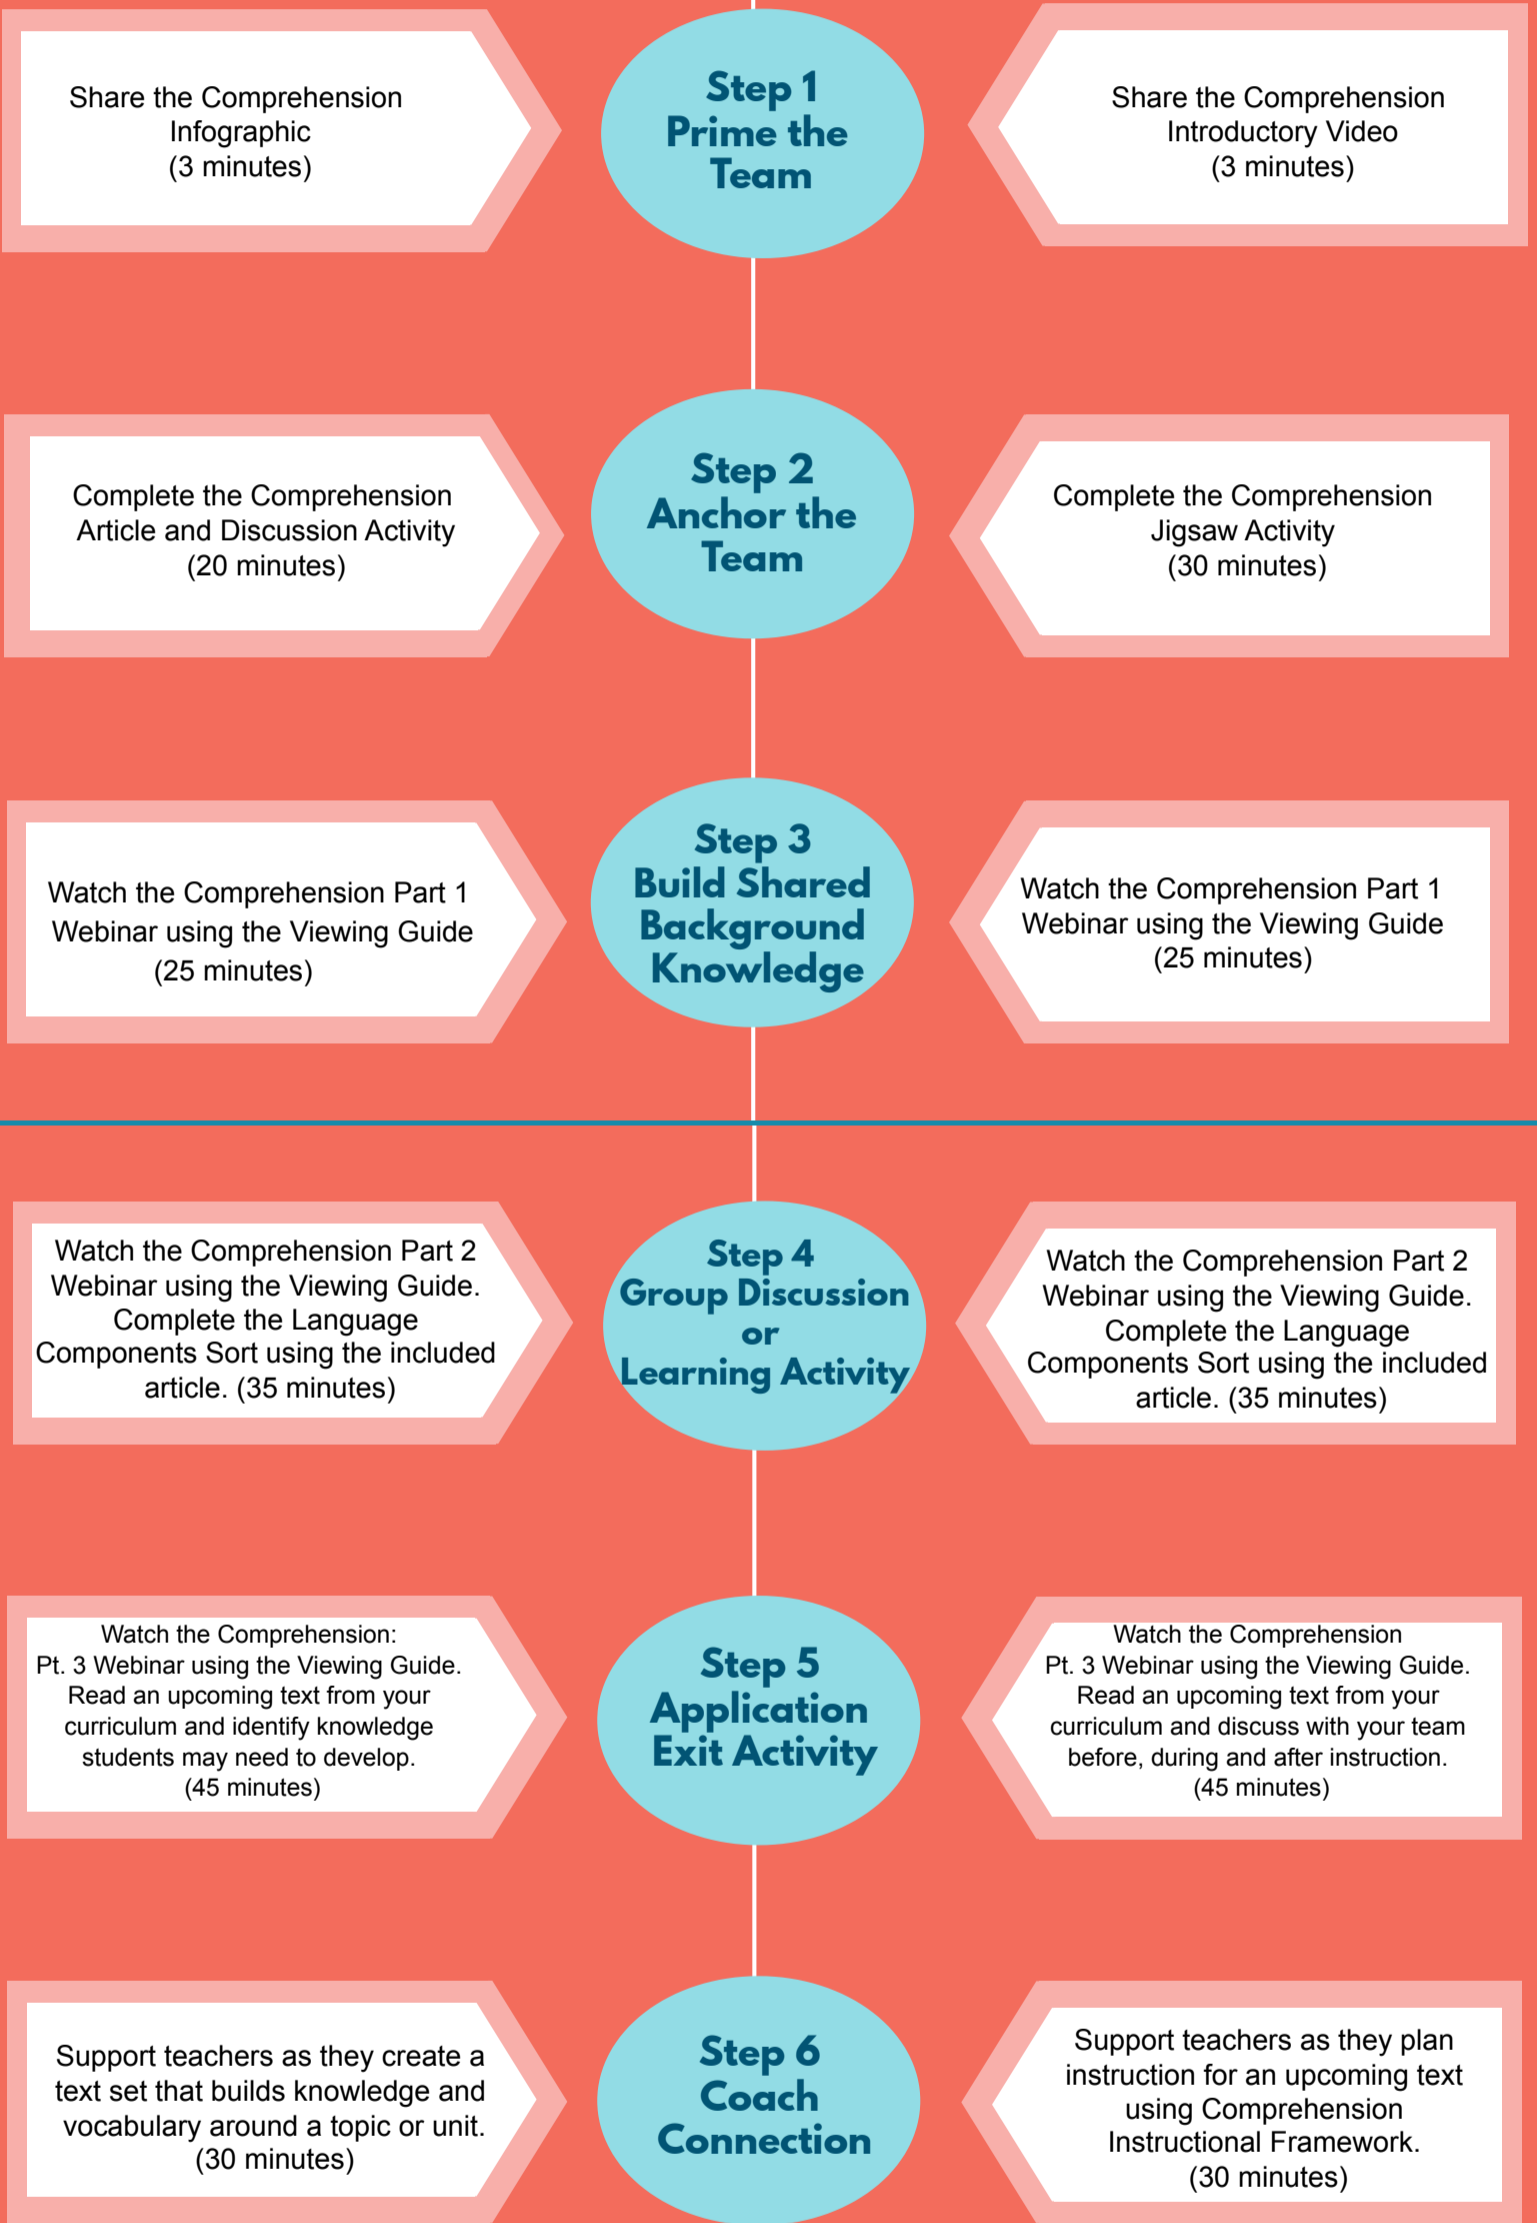 Share the Comprehension
Infographic
(3 minutes)
Step 1
Prime the
Team
Share the Comprehension
Introductory Video
(3 minutes)
Complete the Comprehension
Article and Discussion Activity
(20 minutes)
Step 2
Anchor the
Team
Complete the Comprehension
Jigsaw Activity
(30 minutes)
Watch the Comprehension Part 1
Webinar using the Viewing Guide
(25 minutes)
Step 3
Build Shared
Background
Knowledge
Watch the Comprehension Part 1
Webinar using the Viewing Guide
(25 minutes)
Watch the Comprehension Part 2
Webinar using the Viewing Guide.
Complete the Language
Components Sort using the included
article. (35 minutes)
Step 4
Group Discussion
or
Learning Activity
Watch the Comprehension Part 2
Webinar using the Viewing Guide.
Complete the Language
Components Sort using the included
article. (35 minutes)
Watch the Comprehension:
Pt. 3 Webinar using the Viewing Guide.
Read an upcoming text from your
curriculum and identify knowledge
students may need to develop.
(45 minutes)
Step 5
Application
Exit Activity
Watch the Comprehension
Pt. 3 Webinar using the Viewing Guide.
Read an upcoming text from your
curriculum and discuss with your team
before, during and after instruction.
(45 minutes)
Support teachers as they create a
text set that builds knowledge and
vocabulary around a topic or unit.
(30 minutes)
Step 6
Coach
Connection
Support teachers as they plan
instruction for an upcoming text
using Comprehension
Instructional Framework.
(30 minutes)